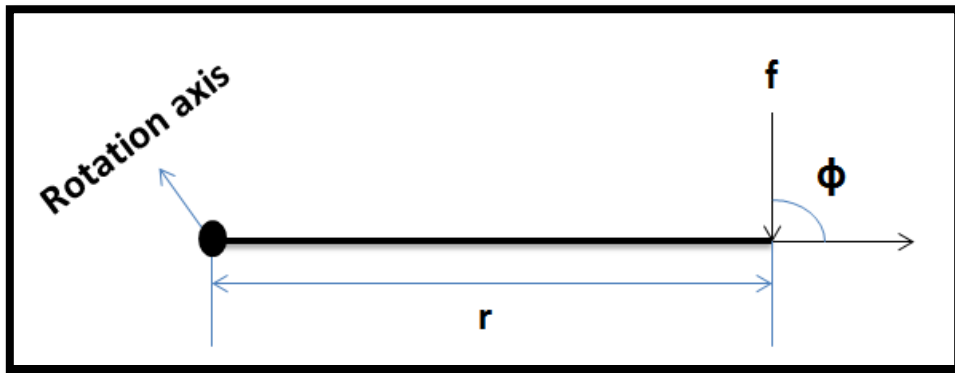 Rotation axis
f
ϕ
r